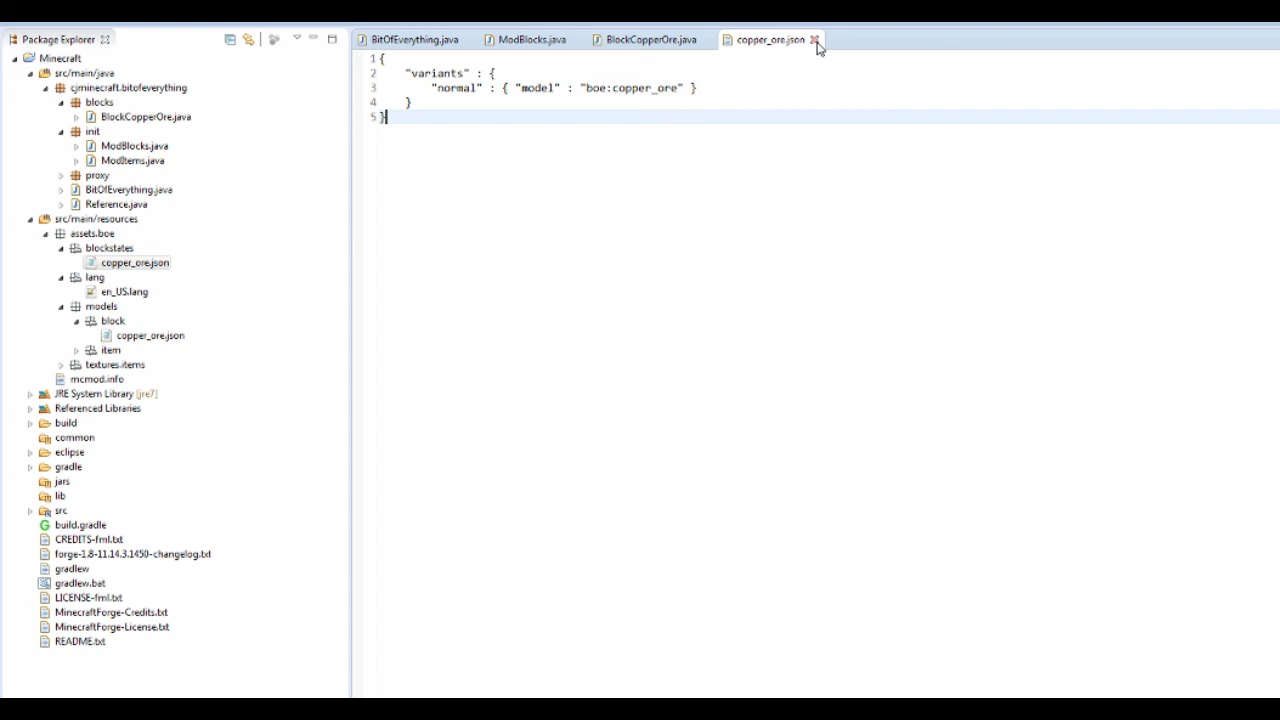 Package Explorer
Minecraft
src/main/java
cjminecraft.bitofeverything
blocks
BlockCopperOre.java
init
ModBlocks.java
ModItems.java
proxy
BitOfEverything.java
Reference.java
src/main/resources
assets.boe
blockstates
copper_ore.json
lang
en_US.lang
models
block
copper_ore.json
item
textures.items
mcmod.info
JRE System Library [jre7]
Referenced Libraries
build
common
eclipse
gradle
jars
lib
src
build.gradle
CREDITS-fml.txt
forge-1.8-11.14.3.1450-changelog.txt
gradlew
gradlew.bat
LICENSE-fml.txt
MinecraftForge-Credits.txt
MinecraftForge-License.txt
README.txt
BitOfEverything.java ModBlocks.java BlockCopperOre.java copper_ore.json
1 {
2 "variants" : {
3 "normal" : { "model" : "boe:copper_ore" }
4 }
5 }